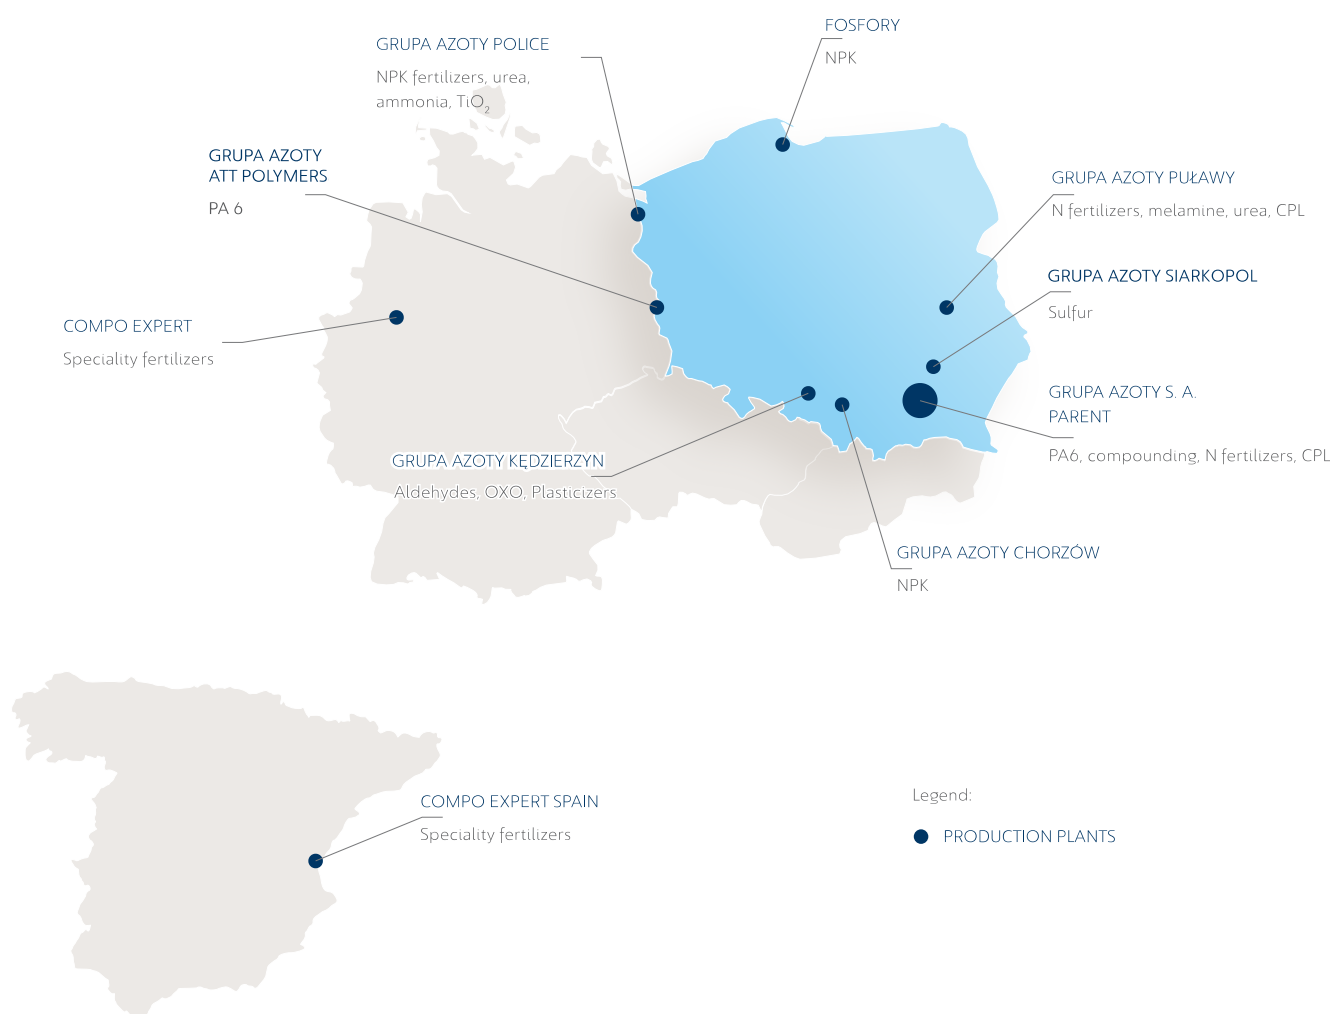 FOSFORY
NPK
GRUPA AZOTY POLICE
NPK fertilizers, urea,
ammonia, TiO₂
GRUPA AZOTY
ATT POLYMERS
PA 6
GRUPA AZOTY PUŁAWY
N fertilizers, melamine, urea, CPL
GRUPA AZOTY SIARKOPOL
Sulfur
COMPO EXPERT
Speciality fertilizers
GRUPA AZOTY S. A.
PARENT
PA6, compounding, N fertilizers, CPL
GRUPA AZOTY KĘDZIERZYN
Aldehydes, OXO, Plasticizers
GRUPA AZOTY CHORZÓW
NPK
COMPO EXPERT SPAIN
Speciality fertilizers
Legend:
PRODUCTION PLANTS